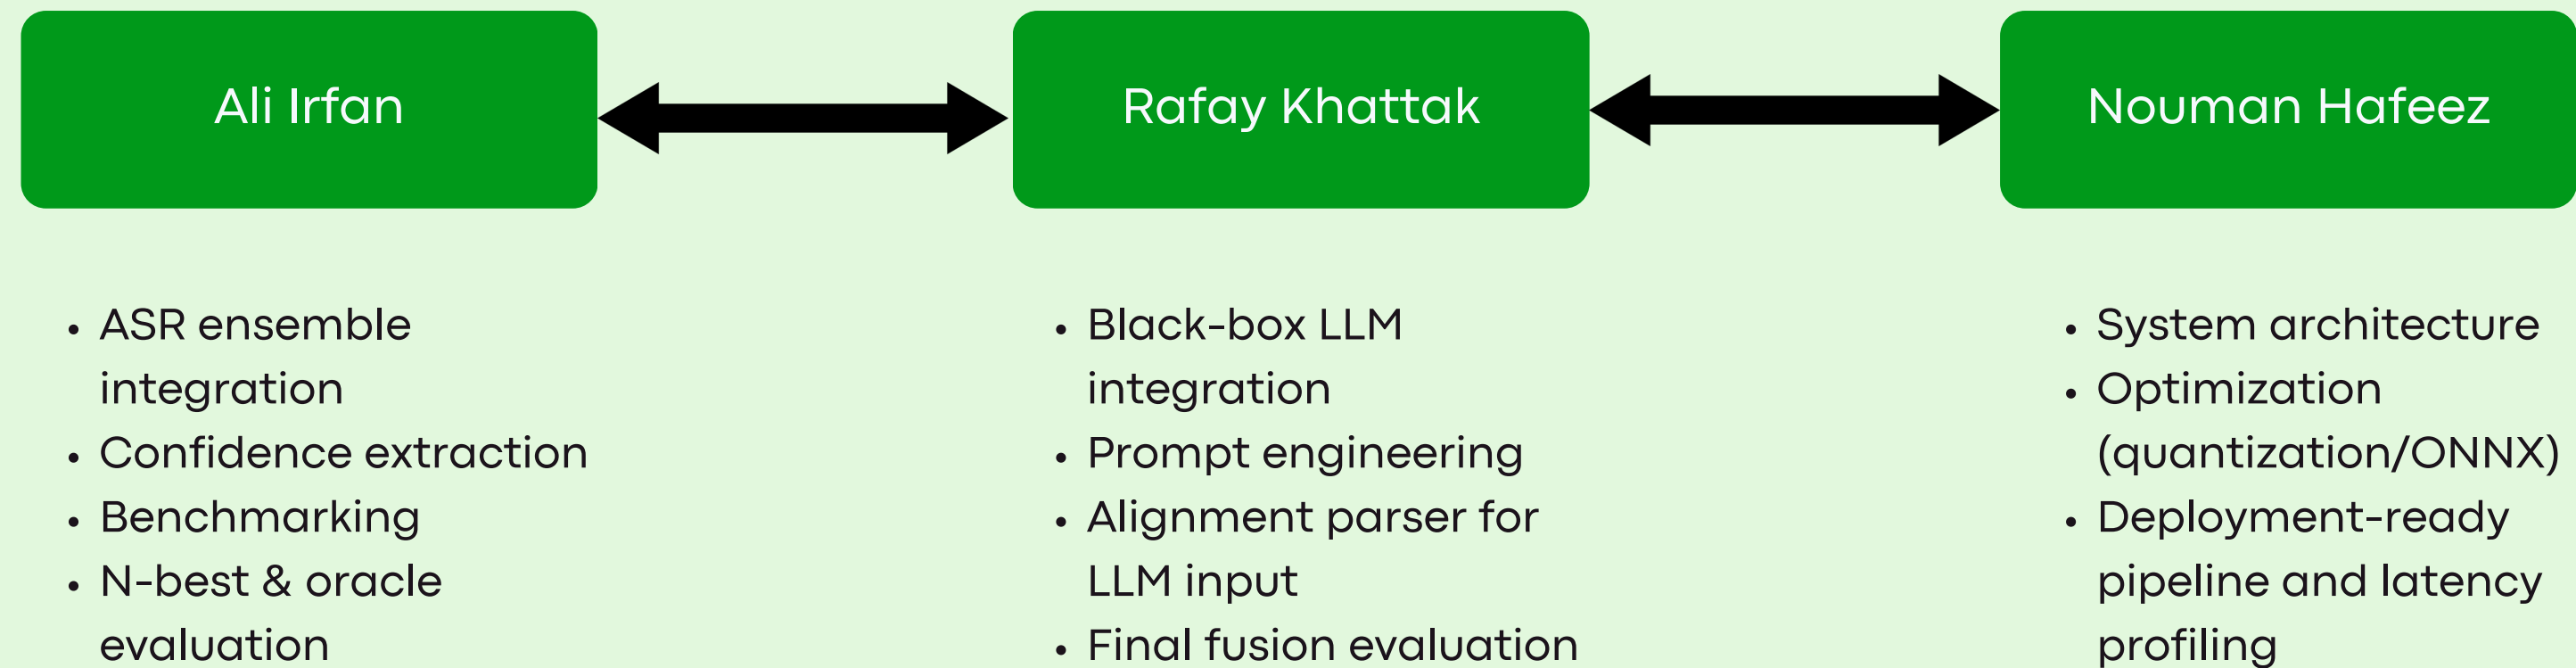 Ali Irfan
Rafay Khattak
Nouman Hafeez
• ASR ensemble
integration
• Confidence extraction
• Benchmarking
• N-best & oracle
evaluation
• Black-box LLM
integration
• Prompt engineering
• Alignment parser for
LLM input
• Final fusion evaluation
• System architecture
• Optimization
(quantization/ONNX)
• Deployment-ready
pipeline and latency
profiling